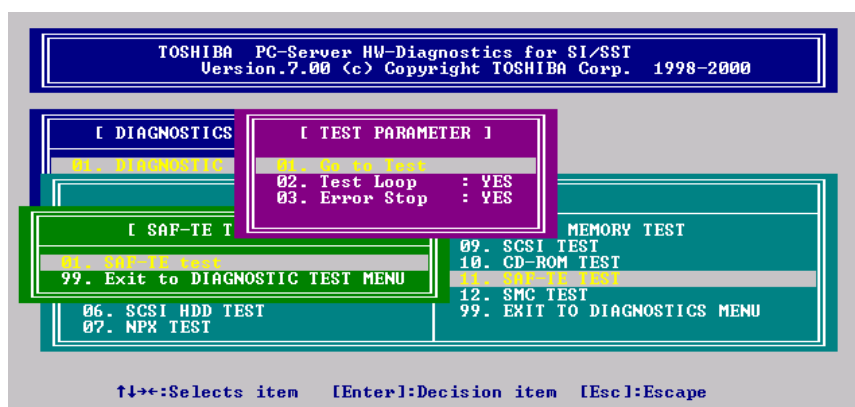 TOSHIBA PC-Server HW-Diagnostics for SI/SST
Version.7.00 (c) Copyright TOSHIBA Corp. 1998-2000
[ DIAGNOSTICS
01. DIAGNOSTIC
[ TEST PARAMETER ]
01. Go to Test
02. Test Loop : YES
03. Error Stop : YES
[ SAF-TE T
01. SAF-TE test
99. Exit to DIAGNOSTIC TEST MENU
06. SCSI HDD TEST
07. NPX TEST
MEMORY TEST
09. SCSI TEST
10. CD-ROM TEST
11. SAF-TE TEST
12. SMC TEST
99. EXIT TO DIAGNOSTICS MENU
↑↓→←:Selects item [Enter]:Decision item [Esc]:Escape